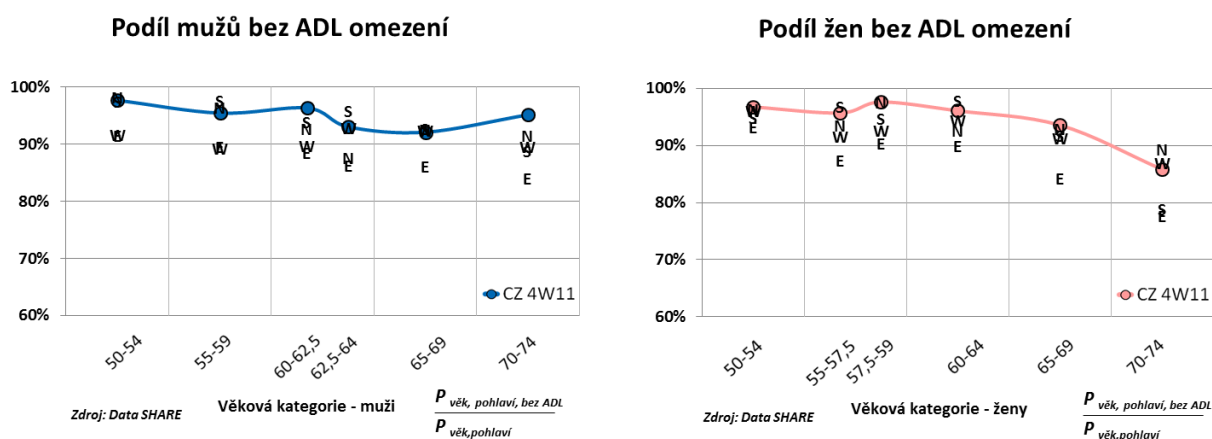 Podíl mužů bez ADL omezení
100%
90%
80%
70%
60%
N
S
W
E
S
N
E
W
S
N
W
E
S
W
N
E
N
W
E
N
W
S
E
CZ 4W11
50-54
55-59
60-62,5
62,5-64
65-69
70-74
Zdroj: Data SHARE
Věková kategorie - muži
P věk, pohlaví, bez ADL
P věk,pohlaví
Podíl žen bez ADL omezení
100%
90%
80%
70%
60%
N
W
S
E
S
N
W
E
N
S
W
E
S
W
N
E
N
S
W
E
N
W
S
E
CZ 4W11
50-54
55-57,5
57,5-59
60-64
65-69
70-74
Zdroj: Data SHARE
Věková kategorie - ženy
P věk, pohlaví, bez ADL
P věk,pohlaví